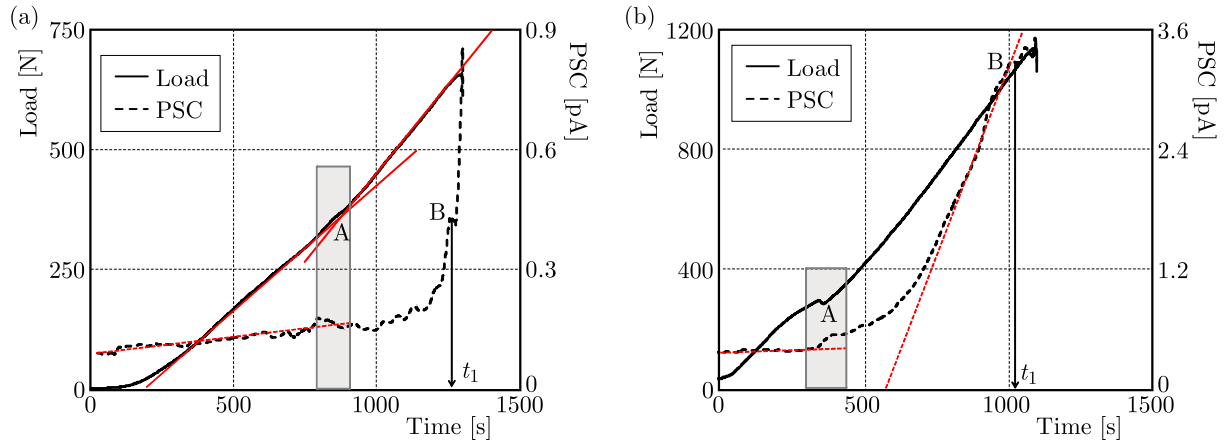 (a)
750
500
250
0
Load [N]
Load
PSC
A
B
t1
0.9
0.6
0.3
0
PSC [pA]
0
500
1000
1500
Time [s]
(b)
1200
800
400
0
Load [N]
Load
PSC
A
B
t1
3.6
2.4
1.2
0
PSC [pA]
0
500
1000
1500
Time [s]